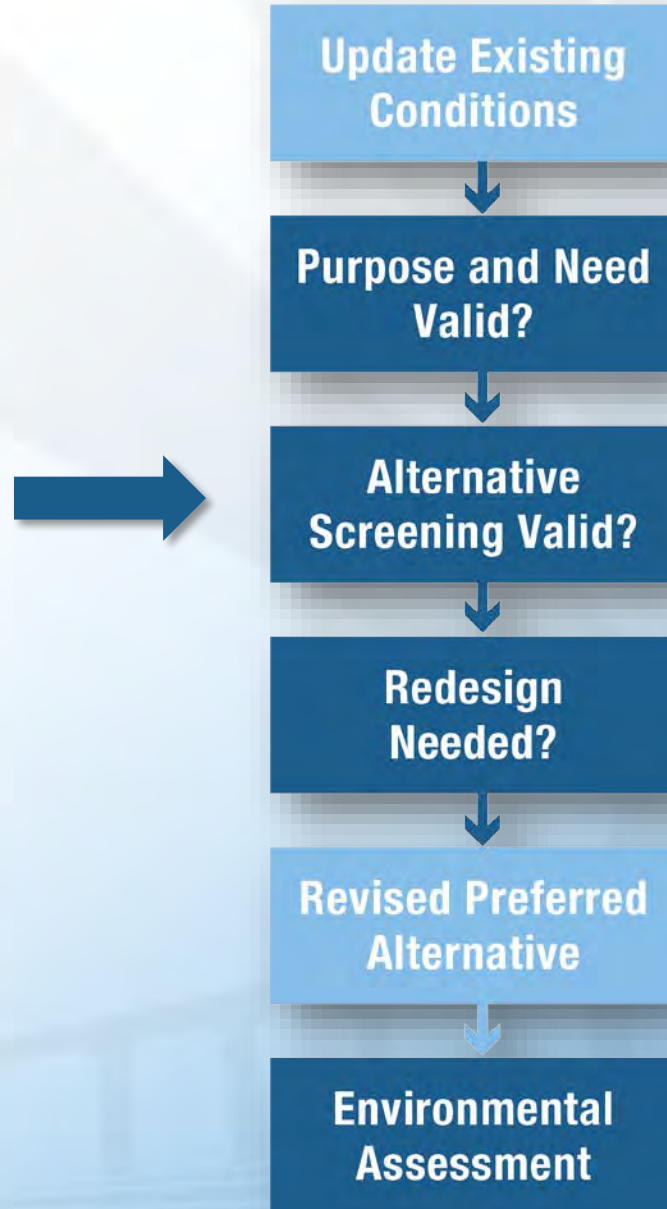 Update Existing
Conditions
Purpose and Need
Valid?
Alternative
Screening Valid?
Redesign
Needed?
Revised Preferred
Alternative
Environmental
Assessment